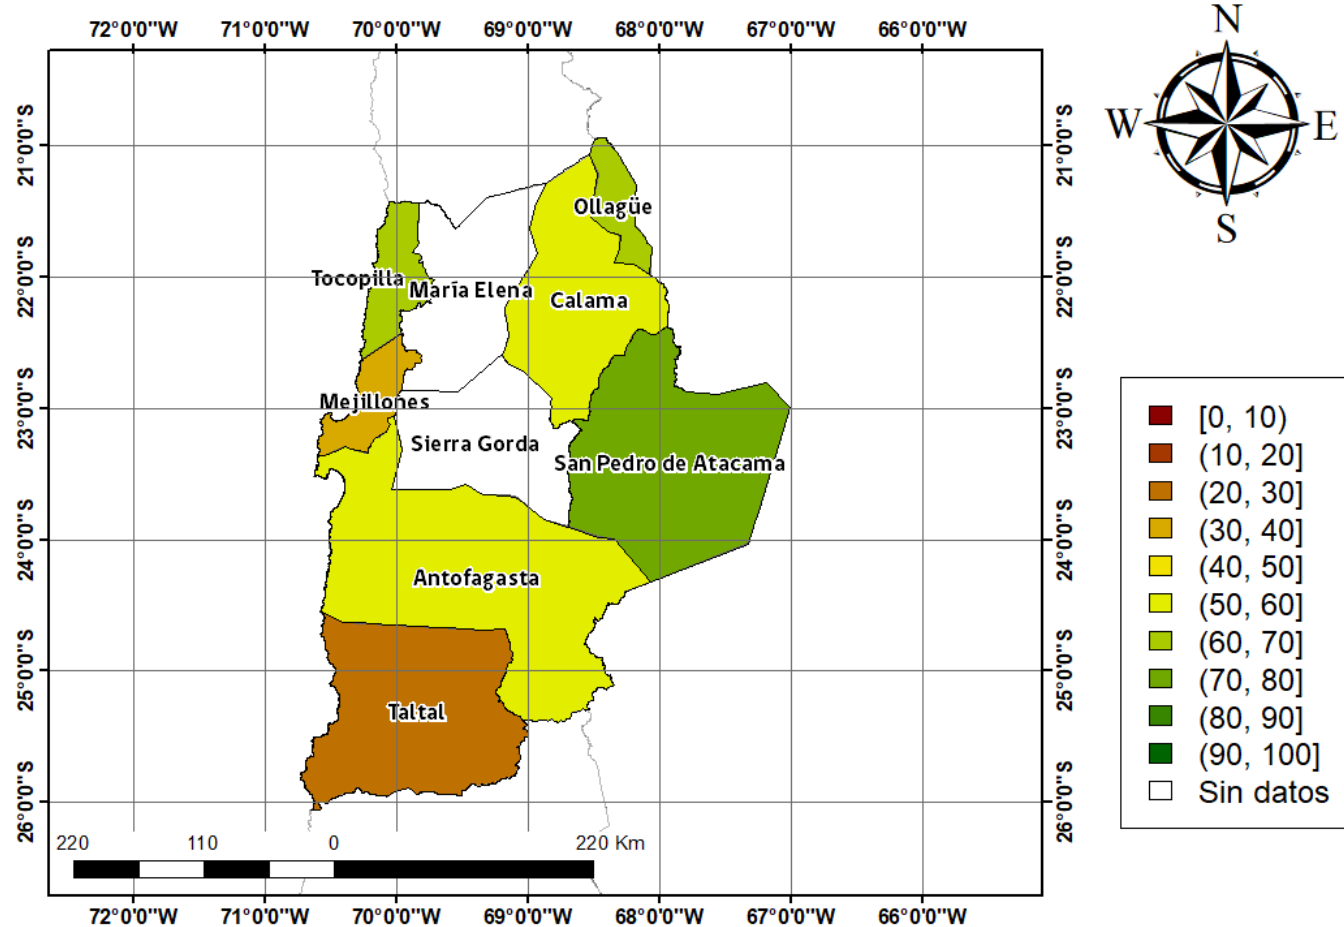 72°0'0"W 71°0'0"W 70°0'0"W 69°0'0"W 68°0'0"W 67°0'0"W 66°0'0"W
N
W E
S
21°0'0"S 21°0'0"S
Ollagüe
Tocopilla
22°0'0"S 22°0'0"S
María Elena
Calama
Mejillones
23°0'0"S 23°0'0"S
Sierra Gorda
San Pedro de Atacama
24°0'0"S 24°0'0"S
Antofagasta
25°0'0"S 25°0'0"S
Taltal
26°0'0"S 26°0'0"S
220 110 0 220 Km
72°0'0"W 71°0'0"W 70°0'0"W 69°0'0"W 68°0'0"W 67°0'0"W 66°0'0"W
[0, 10)
(10, 20]
(20, 30]
(30, 40]
(40, 50]
(50, 60]
(60, 70]
(70, 80]
(80, 90]
(90, 100]
Sin datos